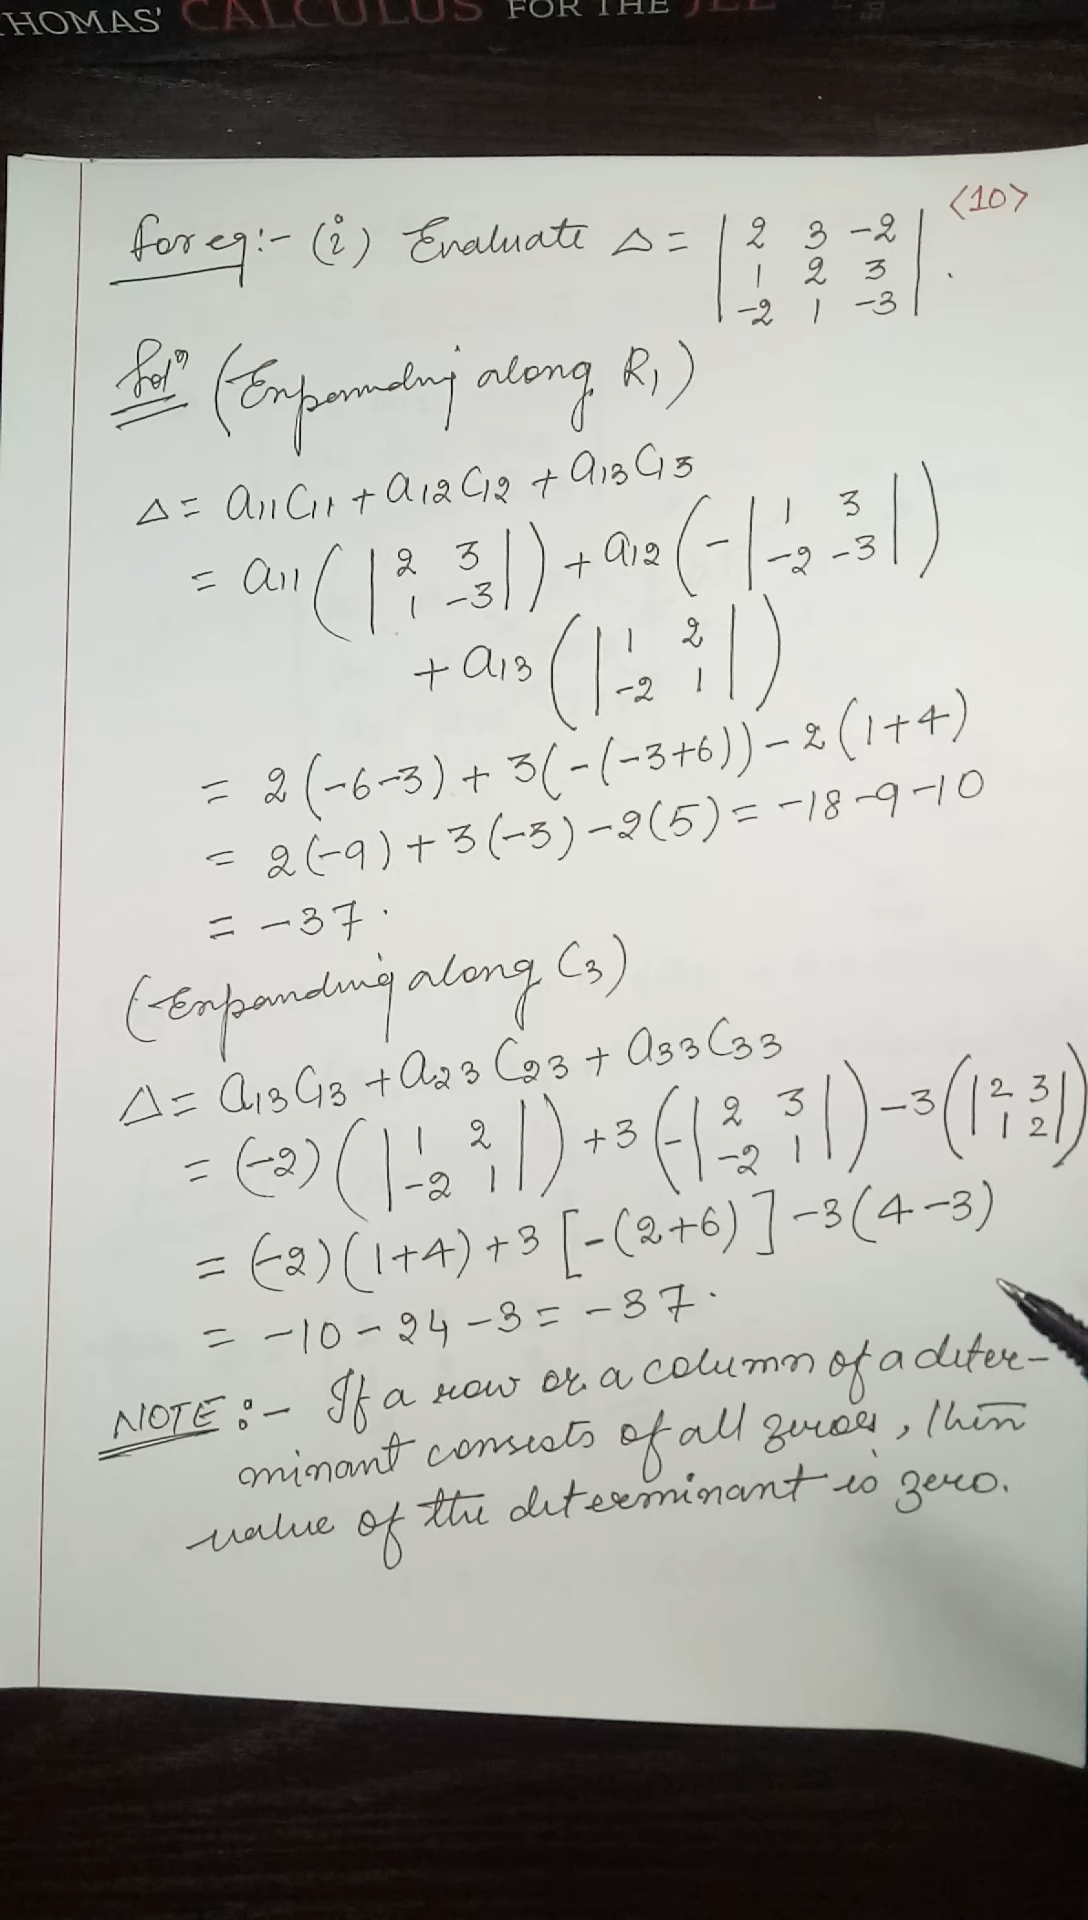 THOMAS' CALCULUS FOR THE JEE
<10>
for eg:- (i) Evaluate Δ = | 2 3 -2 |
| 1 2 3 | .
| -2 1 -3 |
Solⁿ (Expanding along R₁)
Δ = a₁₁C₁₁ + a₁₂C₁₂ + a₁₃C₁₃
= a₁₁ ( | 2 3 | ) + a₁₂ ( - | 1 3 | )
| 1 -3 | | -2 -3 |
+ a₁₃ ( | 1 2 | )
| -2 1 |
= 2(-6-3) + 3(-(-3+6)) - 2(1+4)
= 2(-9) + 3(-3) - 2(5) = -18-9-10
= -37.
(Expanding along C₃)
Δ = a₁₃C₁₃ + a₂₃C₂₃ + a₃₃C₃₃
= (-2) ( | 1 2 | ) + 3 ( - | 2 3 | ) - 3 ( | 2 3 | )
| -2 1 | | -2 1 | | 1 2 |
= (-2)(1+4) + 3[-(2+6)] - 3(4-3)
= -10 - 24 - 3 = -37.
NOTE :- If a row or a column of a deter-
minant consists of all zeroes, then
value of the determinant is zero.